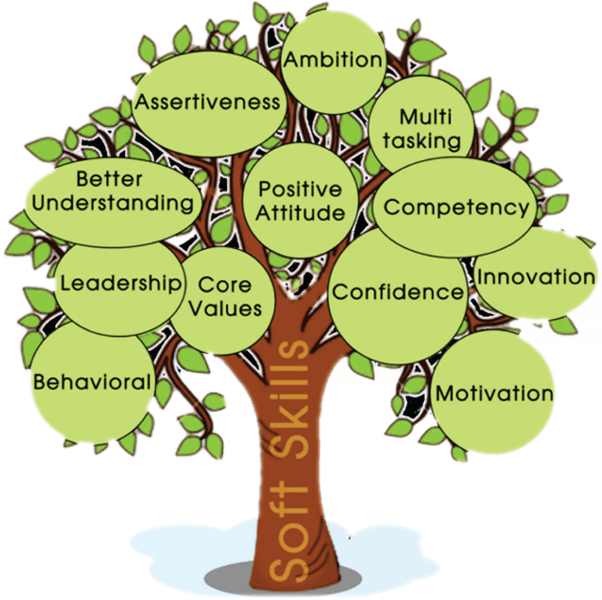 Ambition
Assertiveness
Multi
tasking
Better
Understanding
Positive
Attitude
Competency
Leadership
Core
Values
Confidence
Innovation
Behavioral
Motivation
Soft Skills